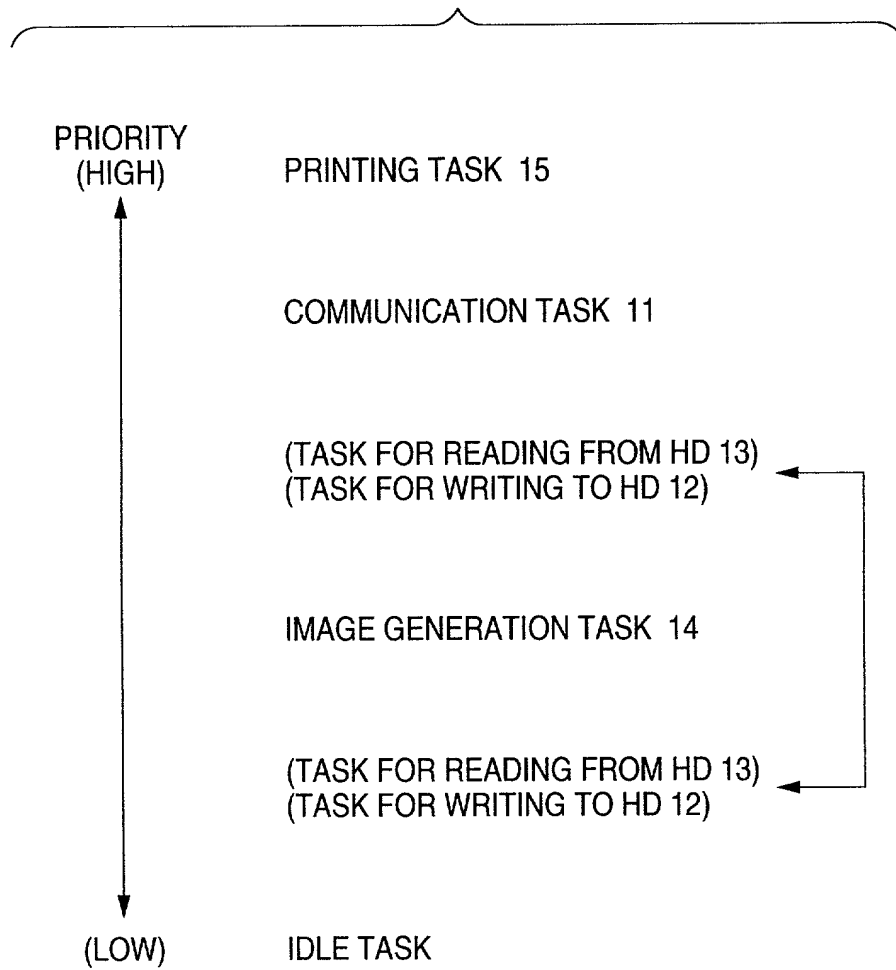 PRIORITY
(HIGH)
PRINTING TASK 15
COMMUNICATION TASK 11
(TASK FOR READING FROM HD 13)
(TASK FOR WRITING TO HD 12)
IMAGE GENERATION TASK 14
(TASK FOR READING FROM HD 13)
(TASK FOR WRITING TO HD 12)
(LOW)
IDLE TASK